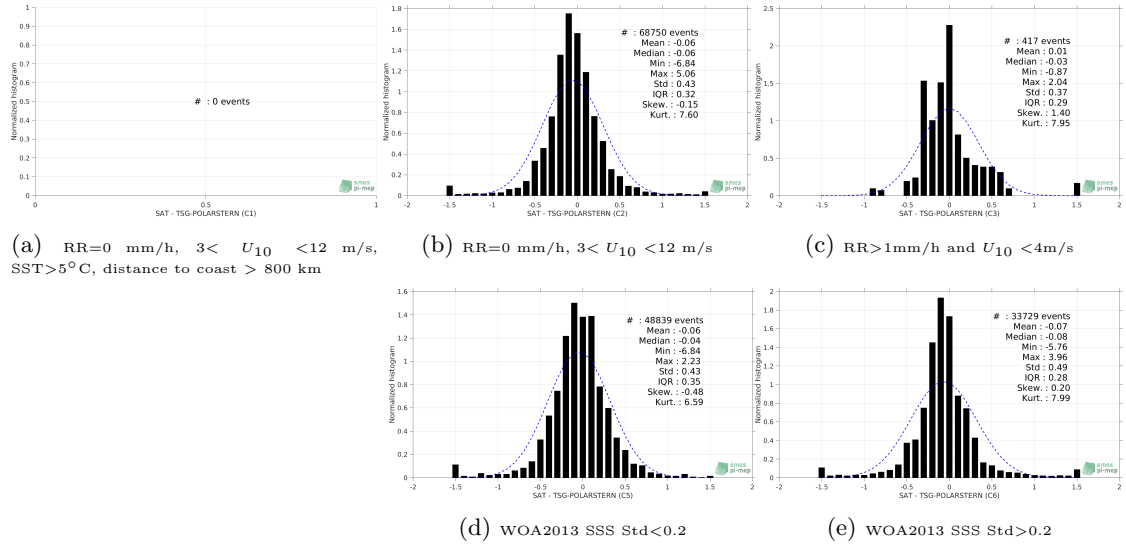 1
0.9
0.8
0.7
0.6
0.5
0.4
0.3
0.2
0.1
0
Normalized histogram
# : 0 events
smos
pi-mep
0 0.5 1
SAT - TSG-POLARSTERN (C1)
(a) RR=0 mm/h, 3< U10 <12 m/s,
SST>5°C, distance to coast > 800 km
1.8
1.6
1.4
1.2
1
0.8
0.6
0.4
0.2
0
Normalized histogram
# : 68750 events
Mean : -0.06
Median : -0.06
Min : -6.84
Max : 5.06
Std : 0.43
IQR : 0.32
Skew. : -0.15
Kurt. : 7.60
smos
pi-mep
-2 -1.5 -1 -0.5 0 0.5 1 1.5 2
SAT - TSG-POLARSTERN (C2)
(b) RR=0 mm/h, 3< U10 <12 m/s
2.5
2
1.5
1
0.5
0
Normalized histogram
# : 417 events
Mean : 0.01
Median : -0.03
Min : -0.87
Max : 2.04
Std : 0.37
IQR : 0.29
Skew. : 1.40
Kurt. : 7.95
smos
pi-mep
-2 -1.5 -1 -0.5 0 0.5 1 1.5 2
SAT - TSG-POLARSTERN (C3)
(c) RR>1mm/h and U10 <4m/s
1.6
1.4
1.2
1
0.8
0.6
0.4
0.2
0
Normalized histogram
# : 48839 events
Mean : -0.06
Median : -0.04
Min : -6.84
Max : 2.23
Std : 0.43
IQR : 0.35
Skew. : -0.48
Kurt. : 6.59
smos
pi-mep
-2 -1.5 -1 -0.5 0 0.5 1 1.5 2
SAT - TSG-POLARSTERN (C5)
(d) WOA2013 SSS Std<0.2
2
1.8
1.6
1.4
1.2
1
0.8
0.6
0.4
0.2
0
Normalized histogram
# : 33729 events
Mean : -0.07
Median : -0.08
Min : -5.76
Max : 3.96
Std : 0.49
IQR : 0.28
Skew. : 0.20
Kurt. : 7.99
smos
pi-mep
-2 -1.5 -1 -0.5 0 0.5 1 1.5 2
SAT - TSG-POLARSTERN (C6)
(e) WOA2013 SSS Std>0.2